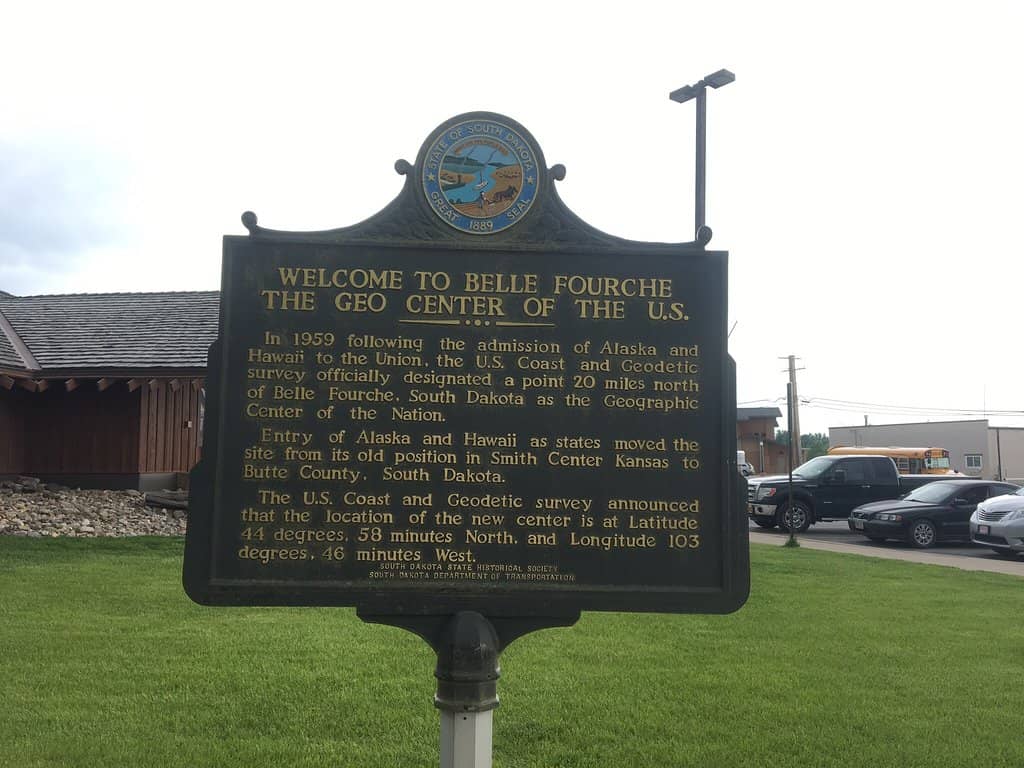 STATE OF SOUTH DAKOTA
GREAT SEAL
1889
WELCOME TO BELLE FOURCHE
THE GEO CENTER OF THE U.S.
In 1959 following the admission of Alaska and
Hawaii to the Union, the U.S. Coast and Geodetic
survey officially designated a point 20 miles north
of Belle Fourche, South Dakota as the Geographic
Center of the Nation.
Entry of Alaska and Hawaii as states moved the
site from its old position in Smith Center Kansas to
Butte County, South Dakota.
The U.S. Coast and Geodetic survey announced
that the location of the new center is at Latitude
44 degrees, 58 minutes North, and Longitude 103
degrees, 46 minutes West.
SOUTH DAKOTA STATE HISTORICAL SOCIETY
SOUTH DAKOTA DEPARTMENT OF TRANSPORTATION